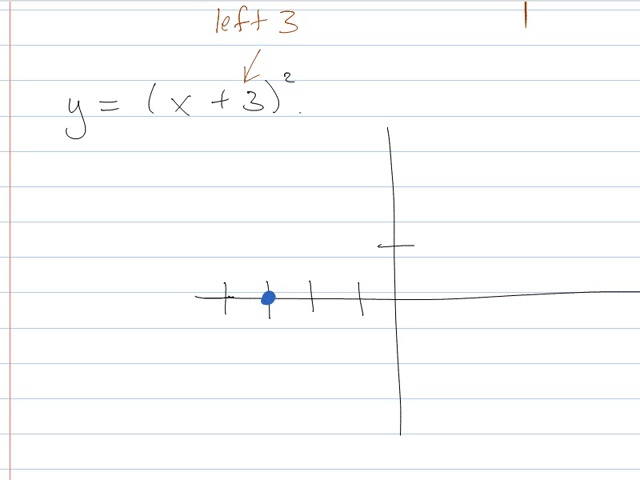 left 3
y = (x + 3)².